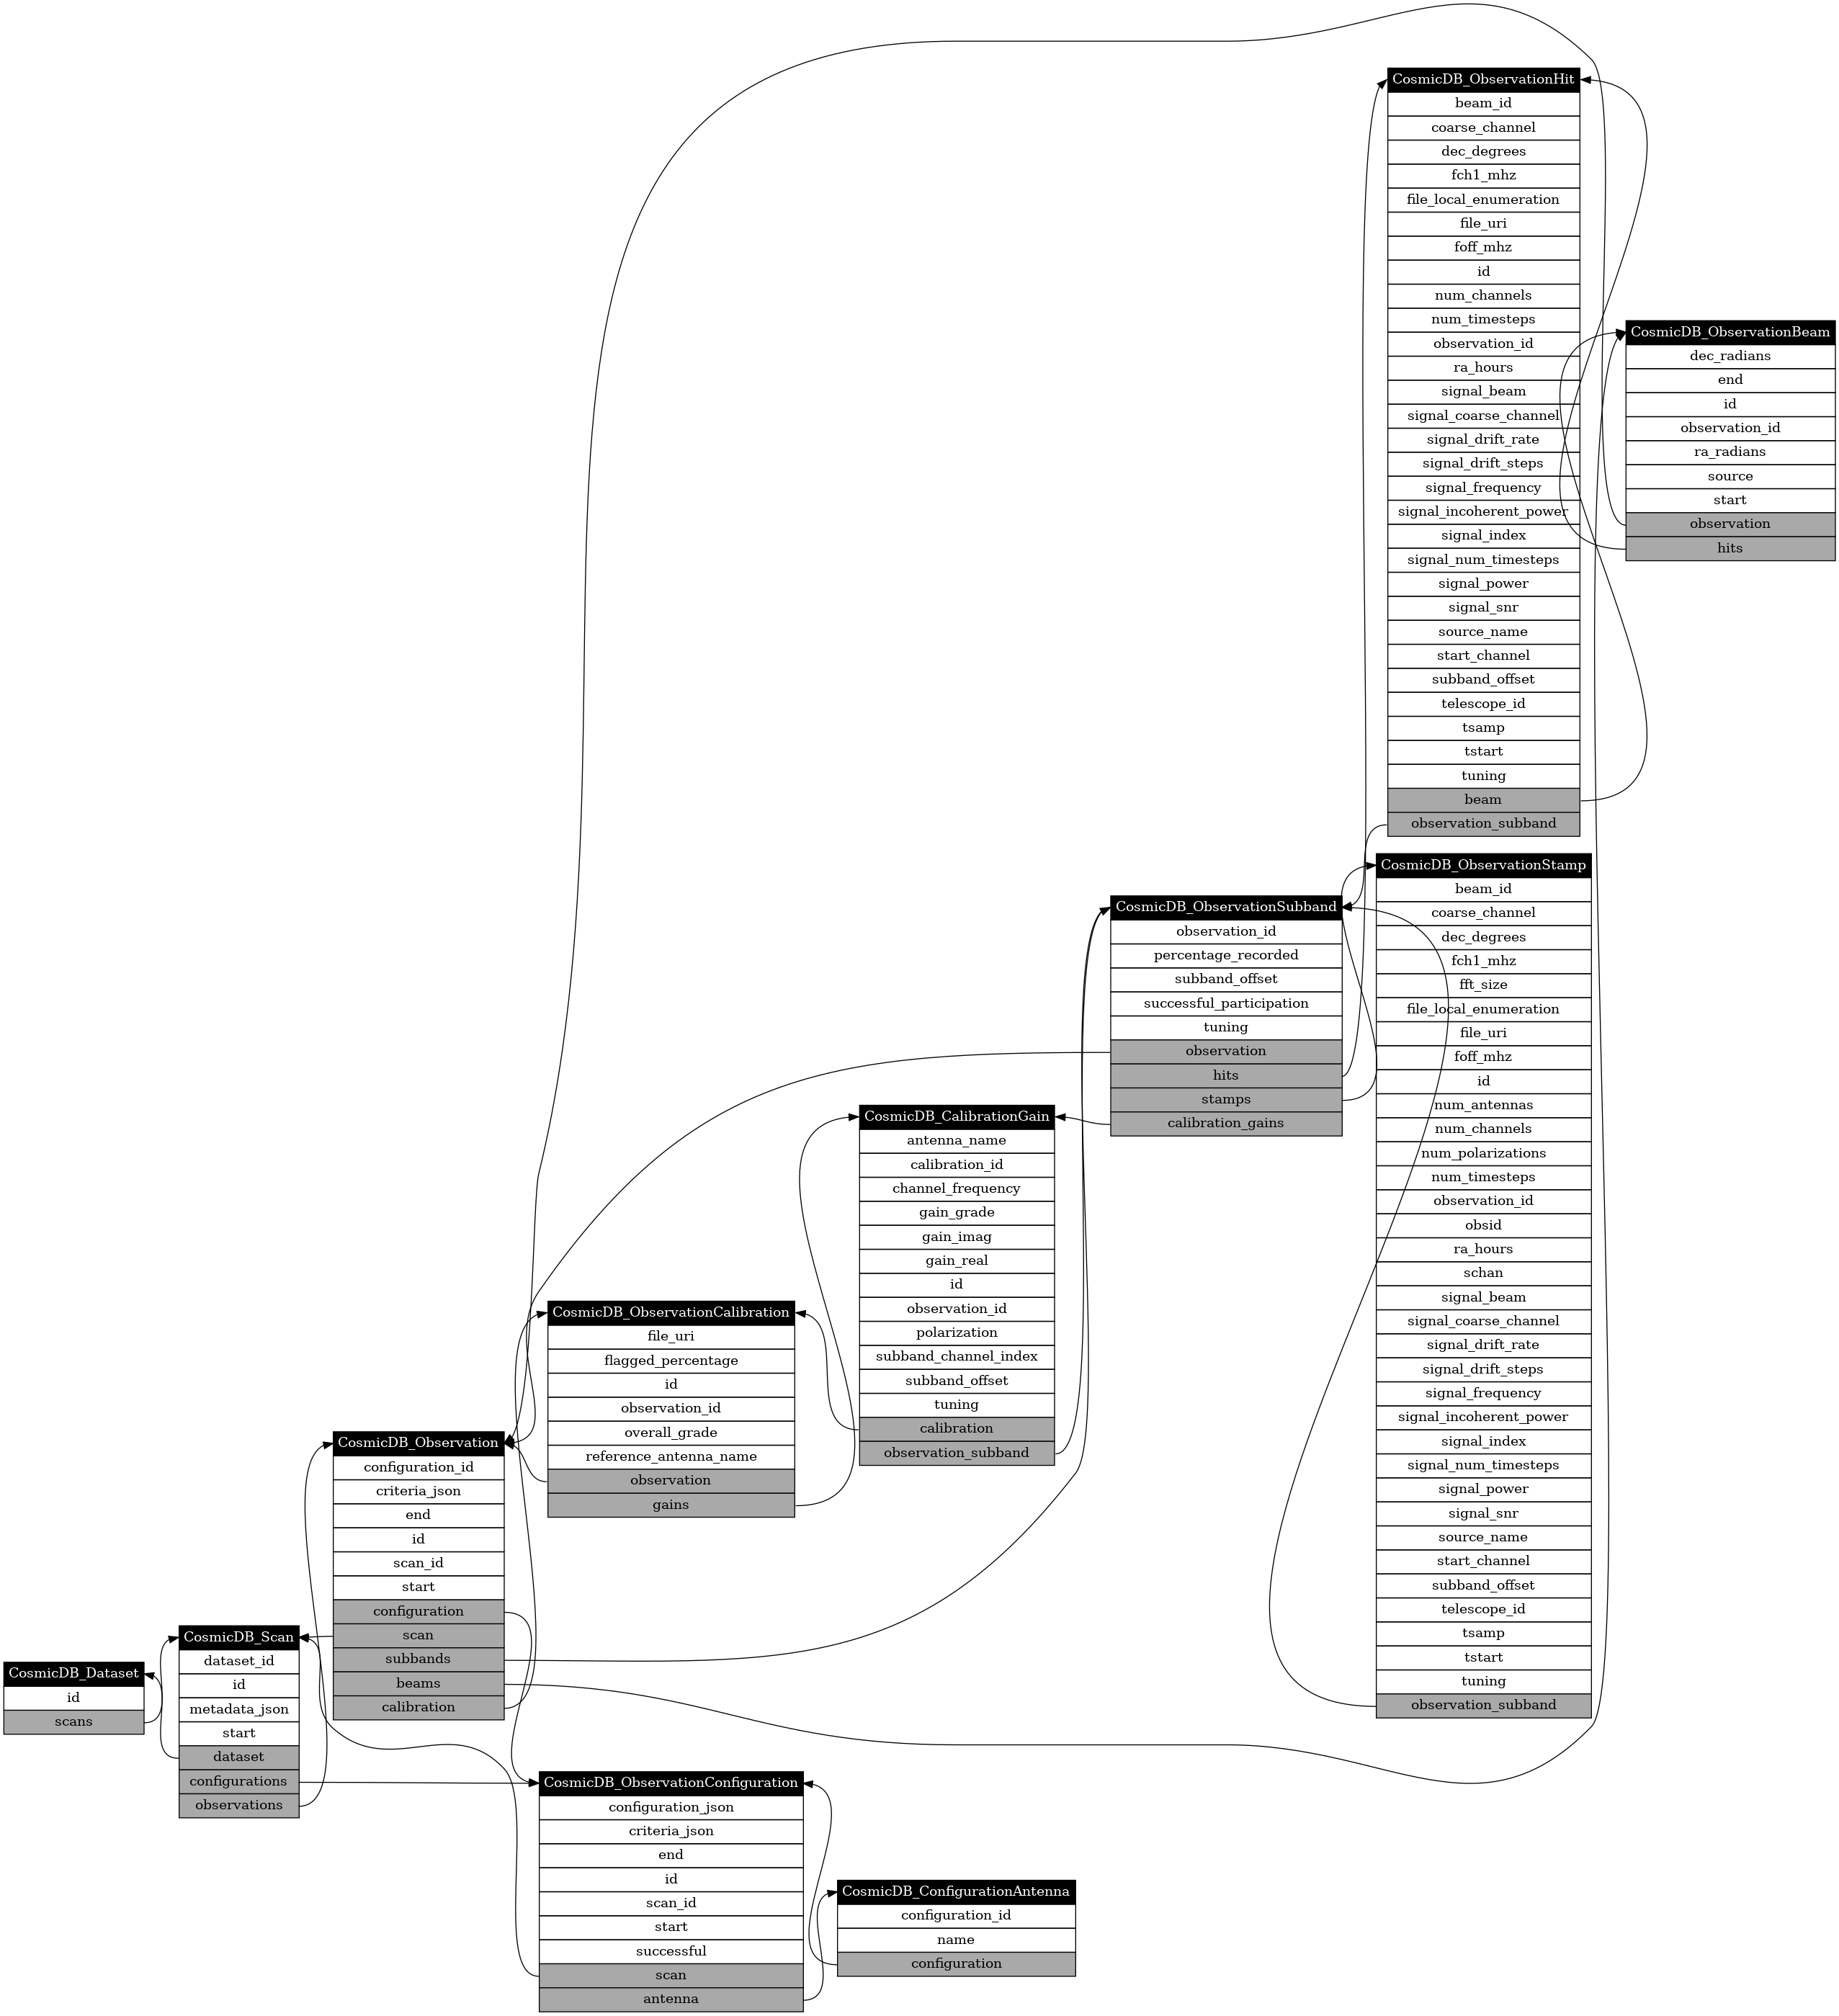 CosmicDB_ObservationHit
beam_id
coarse_channel
dec_degrees
fch1_mhz
file_local_enumeration
file_uri
foff_mhz
id
num_channels
num_timesteps
observation_id
ra_hours
signal_beam
signal_coarse_channel
signal_drift_rate
signal_drift_steps
signal_frequency
signal_incoherent_power
signal_index
signal_num_timesteps
signal_power
signal_snr
source_name
start_channel
subband_offset
telescope_id
tsamp
tstart
tuning
beam
observation_subband
CosmicDB_ObservationBeam
dec_radians
end
id
observation_id
ra_radians
source
start
observation
hits
CosmicDB_ObservationStamp
beam_id
coarse_channel
dec_degrees
fch1_mhz
fft_size
file_local_enumeration
file_uri
foff_mhz
id
num_antennas
num_channels
num_polarizations
num_timesteps
observation_id
obsid
ra_hours
schan
signal_beam
signal_coarse_channel
signal_drift_rate
signal_drift_steps
signal_frequency
signal_incoherent_power
signal_index
signal_num_timesteps
signal_power
signal_snr
source_name
start_channel
subband_offset
telescope_id
tsamp
tstart
tuning
observation_subband
CosmicDB_ObservationSubband
observation_id
percentage_recorded
subband_offset
successful_participation
tuning
observation
hits
stamps
calibration_gains
CosmicDB_CalibrationGain
antenna_name
calibration_id
channel_frequency
gain_grade
gain_imag
gain_real
id
observation_id
polarization
subband_channel_index
subband_offset
tuning
calibration
observation_subband
CosmicDB_ObservationCalibration
file_uri
flagged_percentage
id
observation_id
overall_grade
reference_antenna_name
observation
gains
CosmicDB_Observation
configuration_id
criteria_json
end
id
scan_id
start
configuration
scan
subbands
beams
calibration
CosmicDB_Scan
dataset_id
id
metadata_json
start
dataset
configurations
observations
CosmicDB_Dataset
id
scans
CosmicDB_ObservationConfiguration
configuration_json
criteria_json
end
id
scan_id
start
successful
scan
antenna
CosmicDB_ConfigurationAntenna
configuration_id
name
configuration